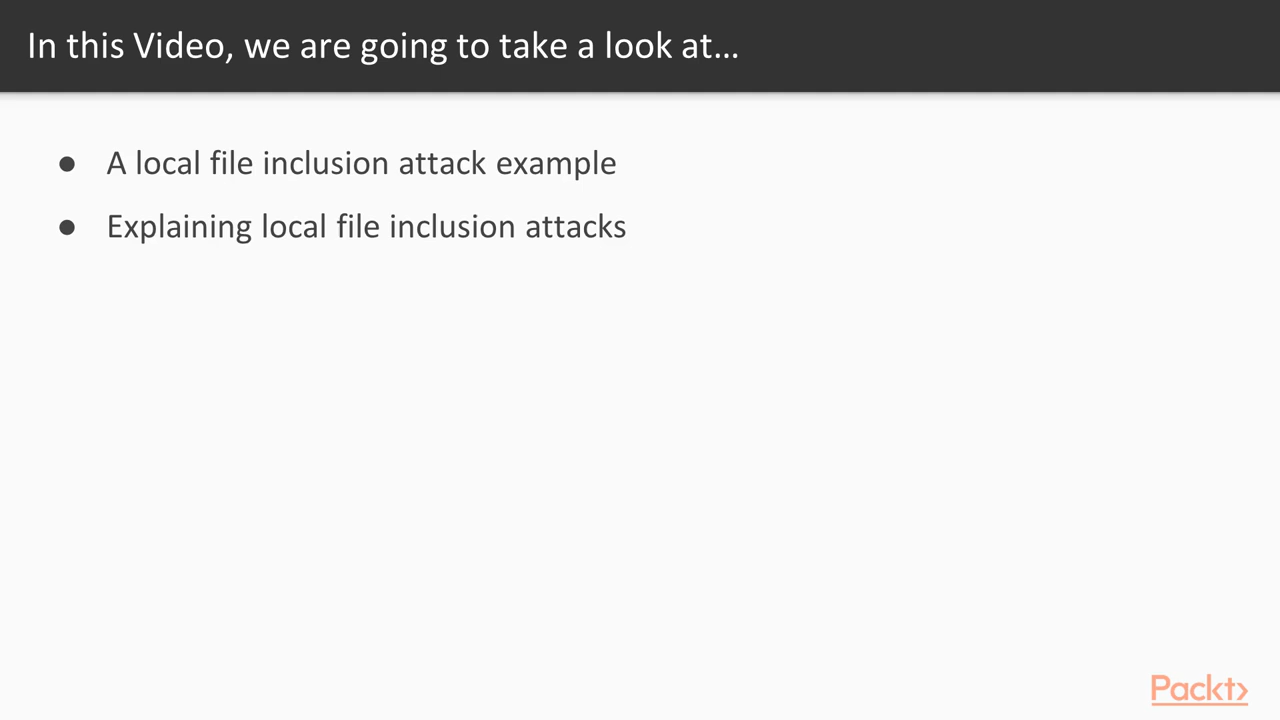 In this Video, we are going to take a look at…
● A local file inclusion attack example
● Explaining local file inclusion attacks
Packt>